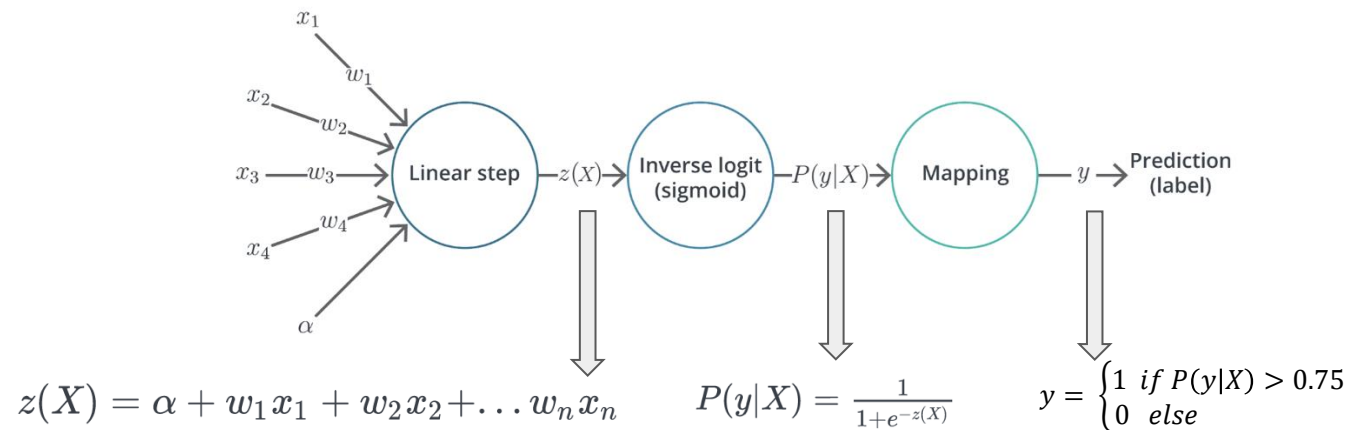 x₁
w₁
x₂
w₂
x₃
w₃
w₄
x₄
α
Linear step
z(X)
Inverse logit
(sigmoid)
P(y|X)
Mapping
y
Prediction
(label)
z(X) = α + w₁x₁ + w₂x₂+... wₙxₙ
P(y|X) = 1/(1+e^{-z(X)})
y = {1 if P(y|X) > 0.75
0 else